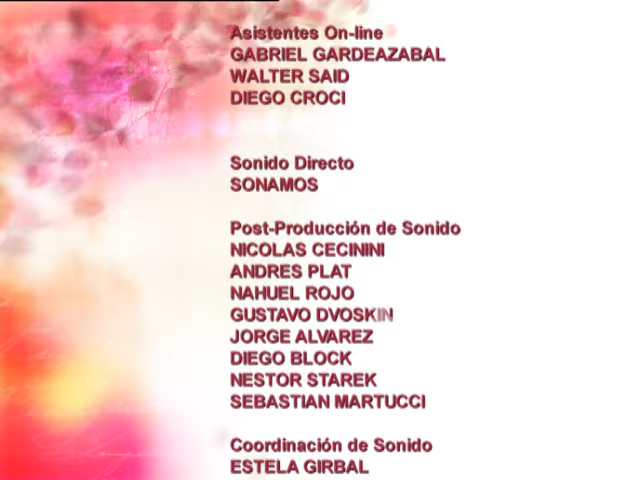 Asistentes On-line
GABRIEL GARDEAZABAL
WALTER SAID
DIEGO CROCI
Sonido Directo
SONAMOS
Post-Producción de Sonido
NICOLAS CECININI
ANDRES PLAT
NAHUEL ROJO
GUSTAVO DVOSKIN
JORGE ALVAREZ
DIEGO BLOCK
NESTOR STAREK
SEBASTIAN MARTUCCI
Coordinación de Sonido
ESTELA GIRBAL